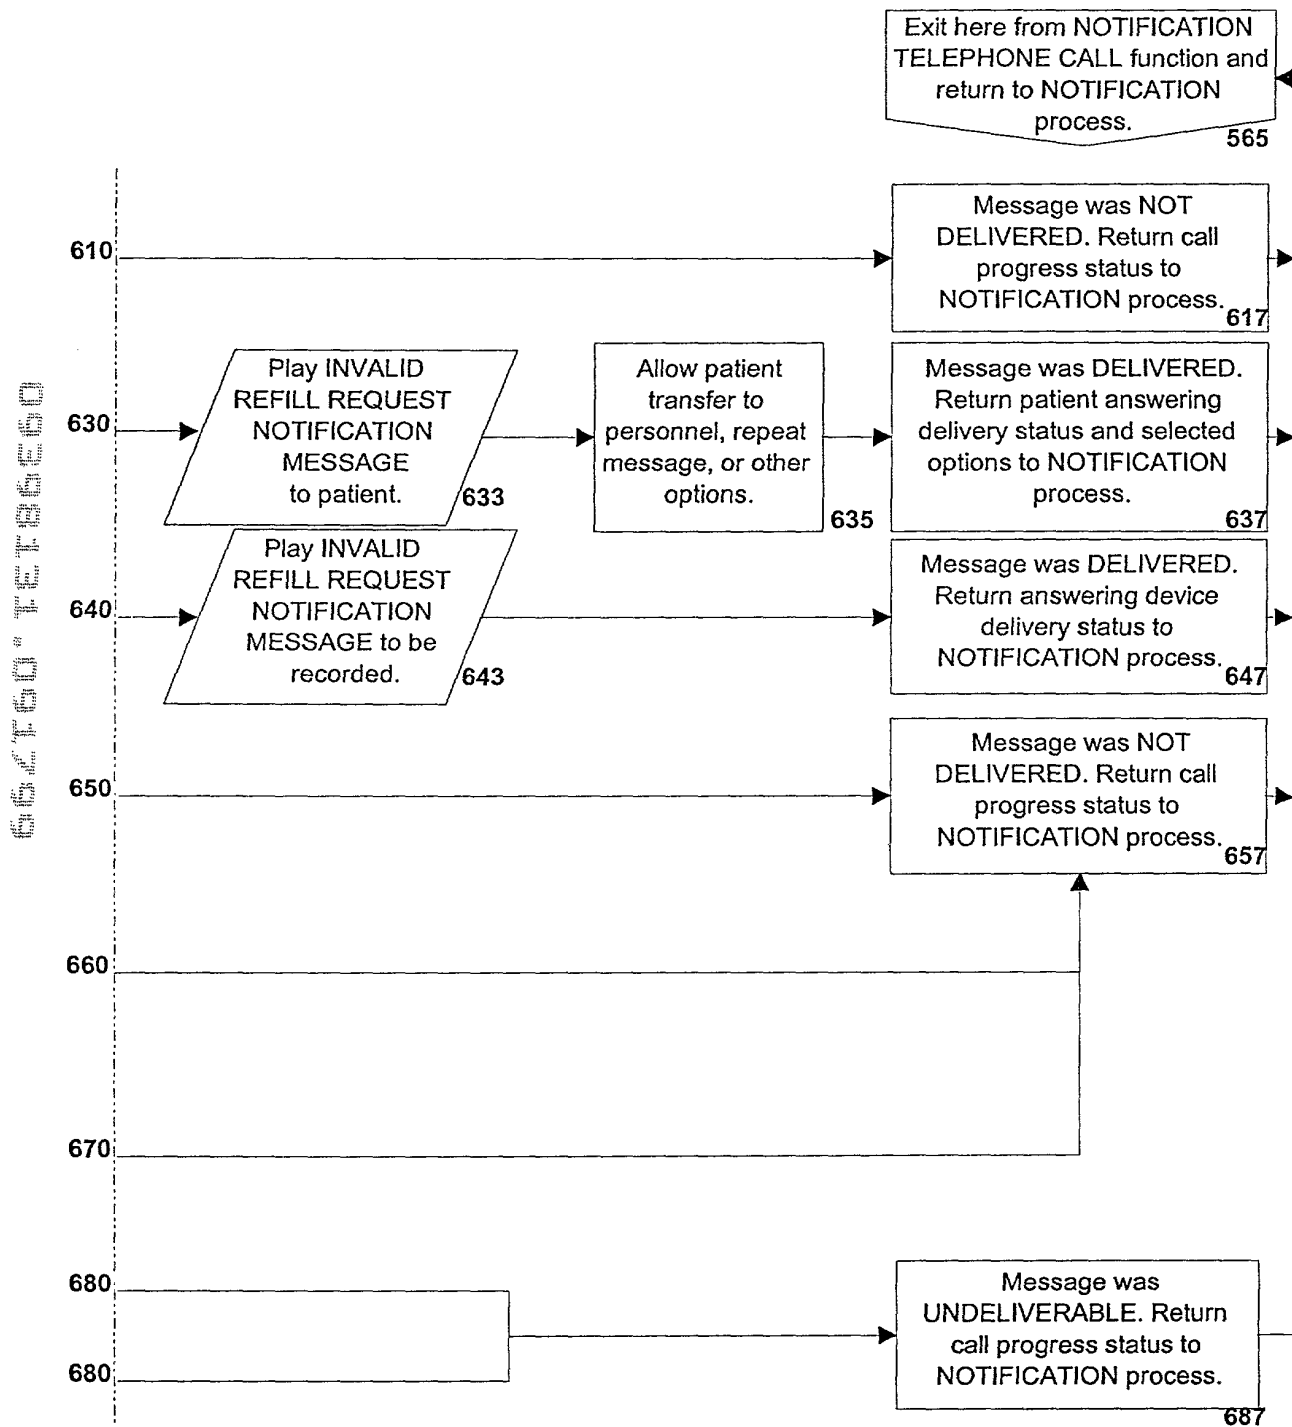 Exit here from NOTIFICATION
TELEPHONE CALL function and
return to NOTIFICATION
process.
565
610
Message was NOT
DELIVERED. Return call
progress status to
NOTIFICATION process.
617
630
Play INVALID
REFILL REQUEST
NOTIFICATION
MESSAGE
to patient.
633
Allow patient
transfer to
personnel, repeat
message, or other
options.
635
Message was DELIVERED.
Return patient answering
delivery status and selected
options to NOTIFICATION
process.
637
640
Play INVALID
REFILL REQUEST
NOTIFICATION
MESSAGE to be
recorded.
643
Message was DELIVERED.
Return answering device
delivery status to
NOTIFICATION process.
647
650
Message was NOT
DELIVERED. Return call
progress status to
NOTIFICATION process.
657
660
670
680
680
Message was
UNDELIVERABLE. Return
call progress status to
NOTIFICATION process.
687